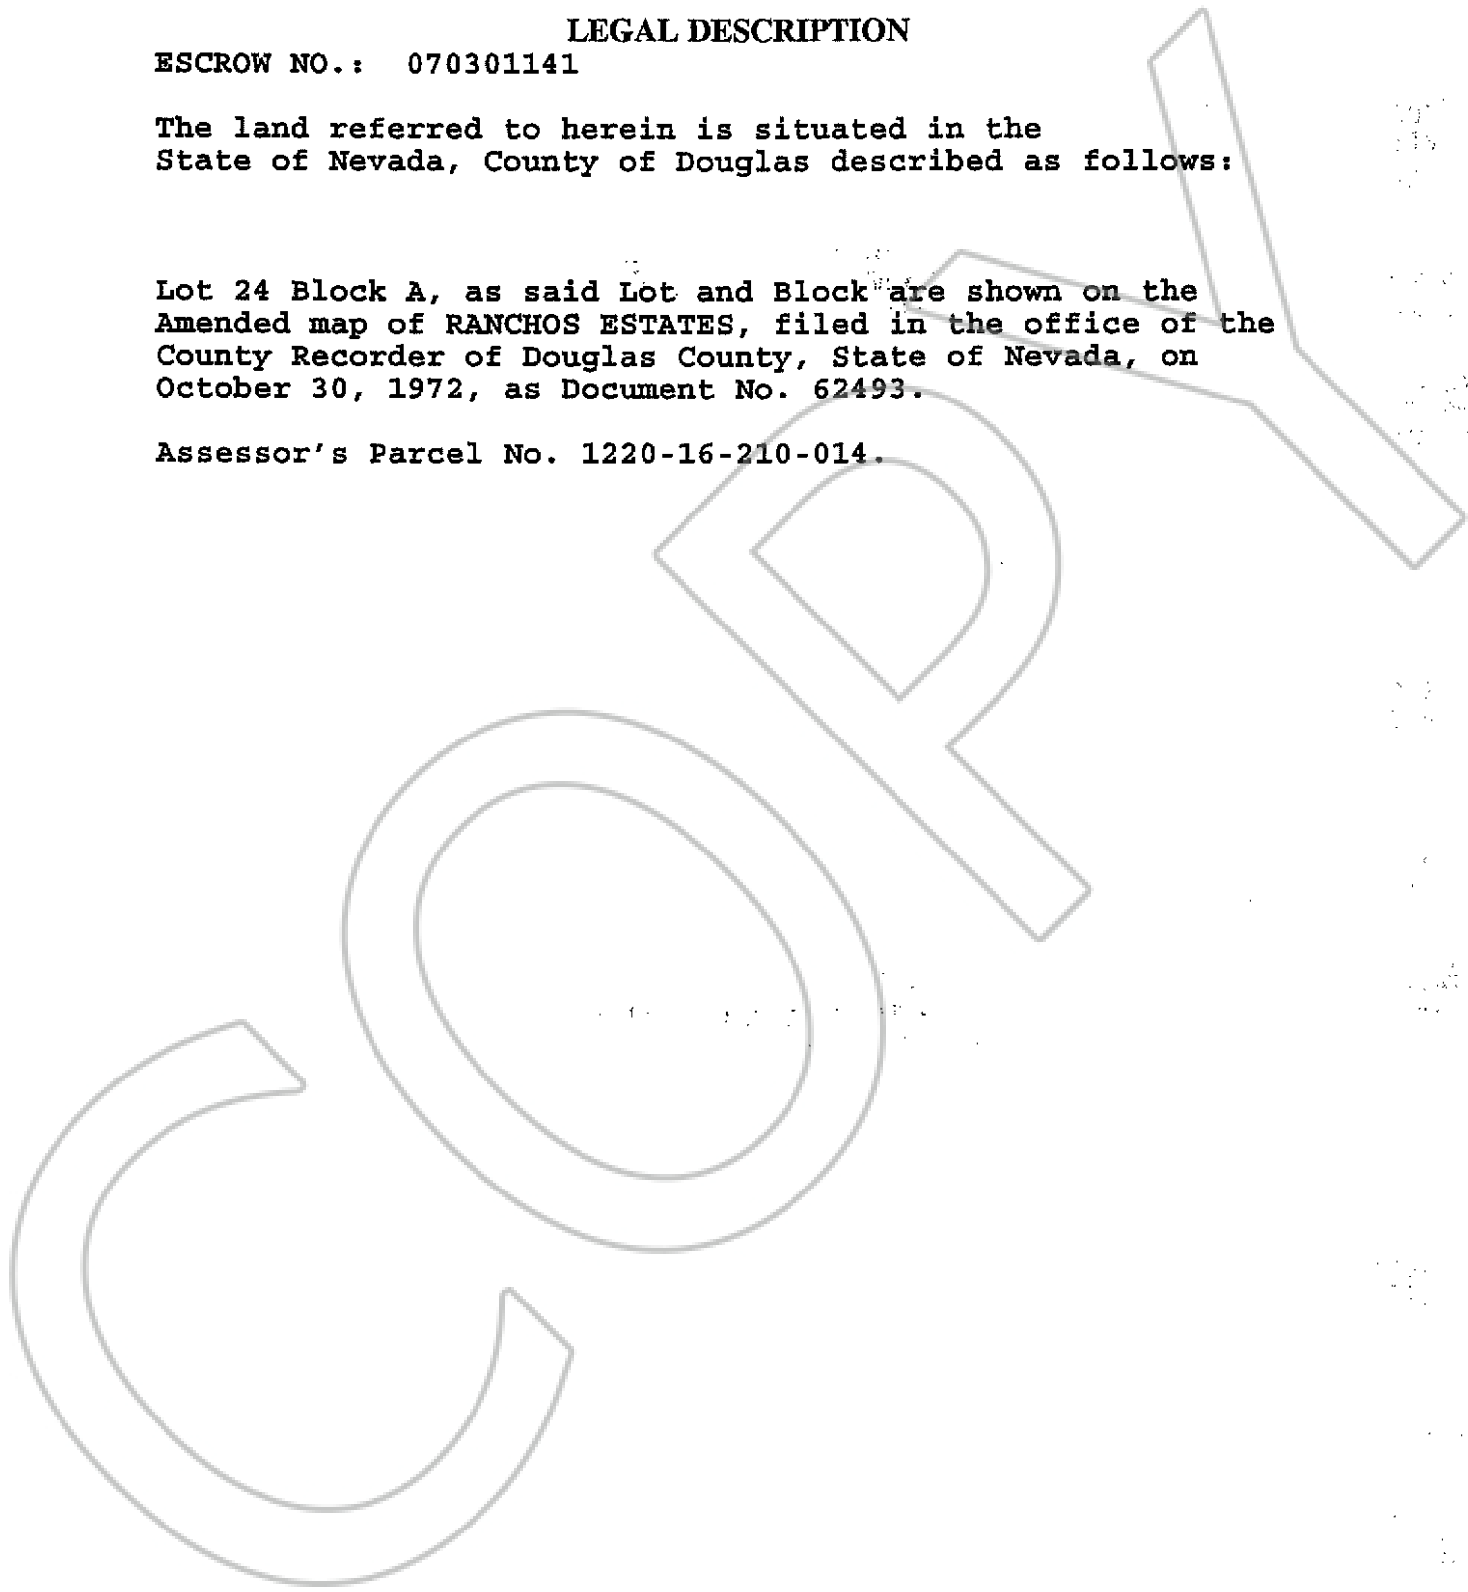 LEGAL DESCRIPTION
ESCROW NO.: 070301141
The land referred to herein is situated in the
State of Nevada, County of Douglas described as follows:
Lot 24 Block A, as said Lot and Block are shown on the
Amended map of RANCHOS ESTATES, filed in the office of the
County Recorder of Douglas County, State of Nevada, on
October 30, 1972, as Document No. 62493.
Assessor's Parcel No. 1220-16-210-014.
COPY